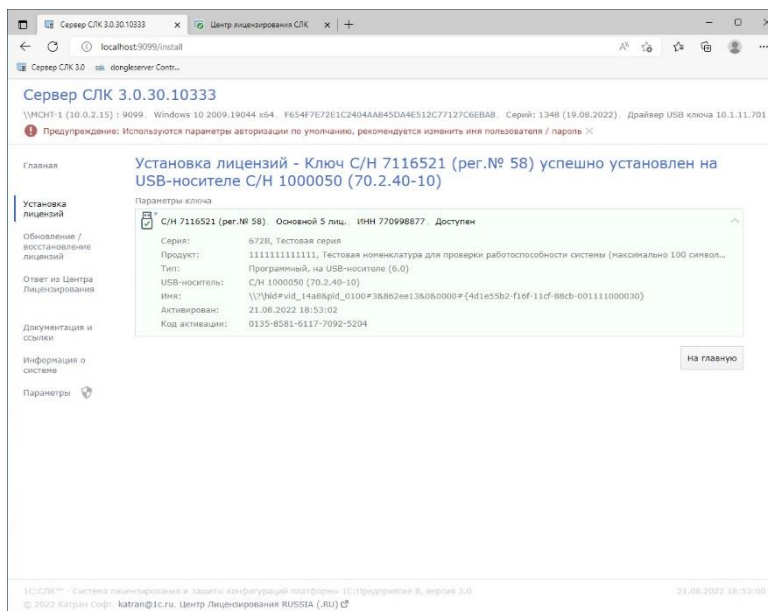 Сервер СЛК 3.0.30.10333
Центр лицензирования СЛК
localhost:9099/install
Сервер СЛК 3.0
dongleserver Contr...
Сервер СЛК 3.0.30.10333
\\МСНТ-1 (10.0.2.15) : 9099, Windows 10 2009.19044 x64, F654F7E72E1C2404AA845DA4E512C77127C6EBA8, Серий: 1348 (19.08.2022), Драйвер USB ключа 10.1.11.701
Предупреждение: Используются параметры авторизации по умолчанию, рекомендуется изменить имя пользователя / пароль
Главная
Установка лицензий
Обновление / восстановление лицензий
Ответ из Центра Лицензирования
Документация и ссылки
Информация о системе
Параметры
Установка лицензий - Ключ С/Н 7116521 (рег.№ 58) успешно установлен на
USB-носителе С/Н 1000050 (70.2.40-10)
Параметры ключа
С/Н 7116521 (рег.№ 58), Основной 5 лиц., ИНН 770998877, Доступен
Серия: 672B, Тестовая серия
Продукт: 1111111111111, Тестовая номенклатура для проверки работоспособности системы (максимально 100 символ...
Тип: Программный, на USB-носителе (6.0)
USB-носитель: С/Н 1000050 (70.2.40-10)
Имя: \\?\hid#vid_14a8&pid_0100#3&862ee13&0&0000#{4d1e55b2-f16f-11cf-88cb-001111000030}
Активирован: 21.08.2022 18:53:02
Код активации: 0135-8581-6117-7092-5204
На главную
1С:СЛК™ - Система лицензирования и защиты конфигураций платформы 1С:Предприятие 8, версия 3.0
21.08.2022 18:53:00
© 2022 Катран Софт, katran@1c.ru, Центр Лицензирования RUSSIA (.RU)